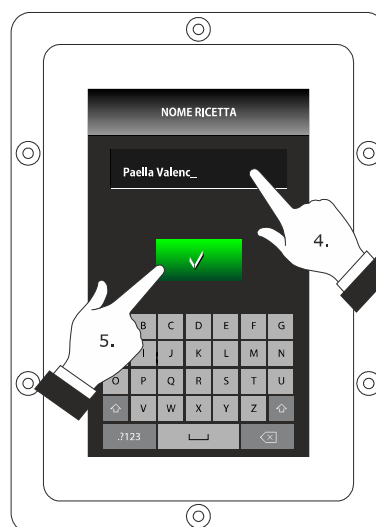 NOME RICETTA
Paella Valenc_
4.
5.
B C D E F G
I J K L M N
O P Q R S T U
V W X Y Z
.?123